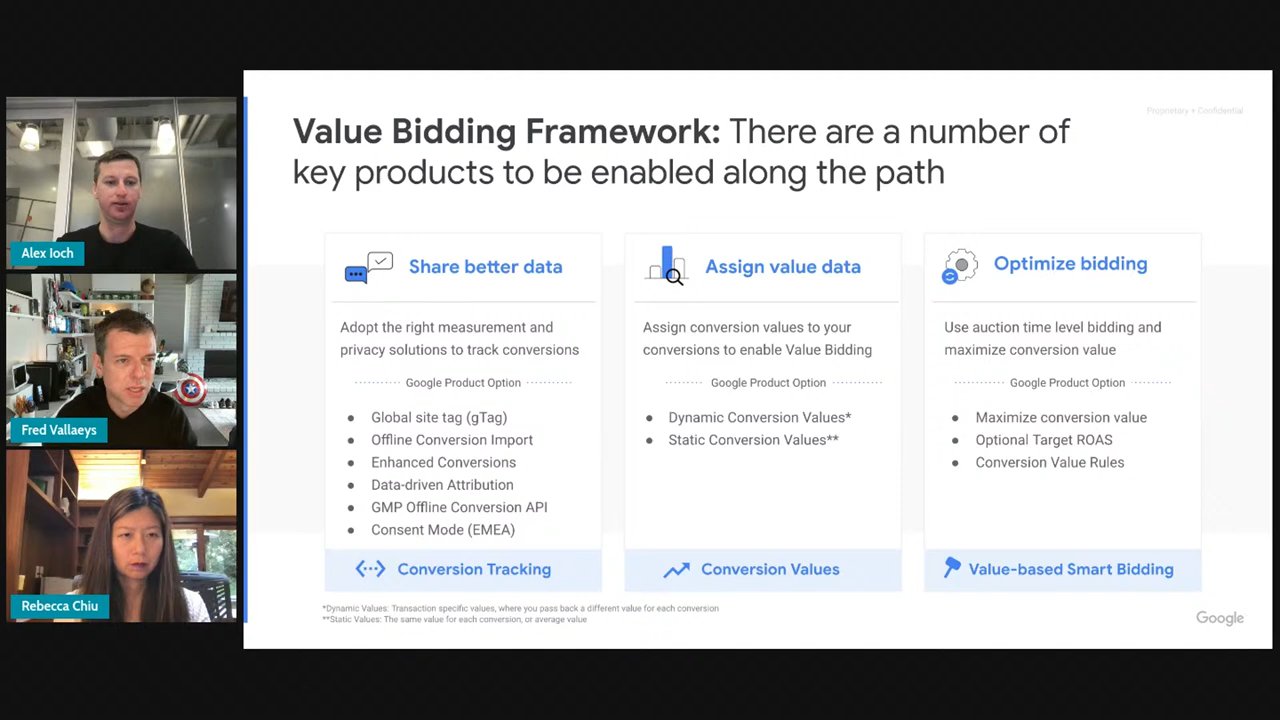 Proprietary + Confidential
Value Bidding Framework: There are a number of
key products to be enabled along the path
Alex Ioch
Fred Vallaeys
Rebecca Chiu
Share better data
Adopt the right measurement and
privacy solutions to track conversions
Google Product Option
● Global site tag (gTag)
● Offline Conversion Import
● Enhanced Conversions
● Data-driven Attribution
● GMP Offline Conversion API
● Consent Mode (EMEA)
Conversion Tracking
Assign value data
Assign conversion values to your
conversions to enable Value Bidding
Google Product Option
● Dynamic Conversion Values*
● Static Conversion Values**
Conversion Values
Optimize bidding
Use auction time level bidding and
maximize conversion value
Google Product Option
● Maximize conversion value
● Optional Target ROAS
● Conversion Value Rules
Value-based Smart Bidding
*Dynamic Values: Transaction specific values, where you pass back a different value for each conversion
**Static Values: The same value for each conversion, or average value
Google